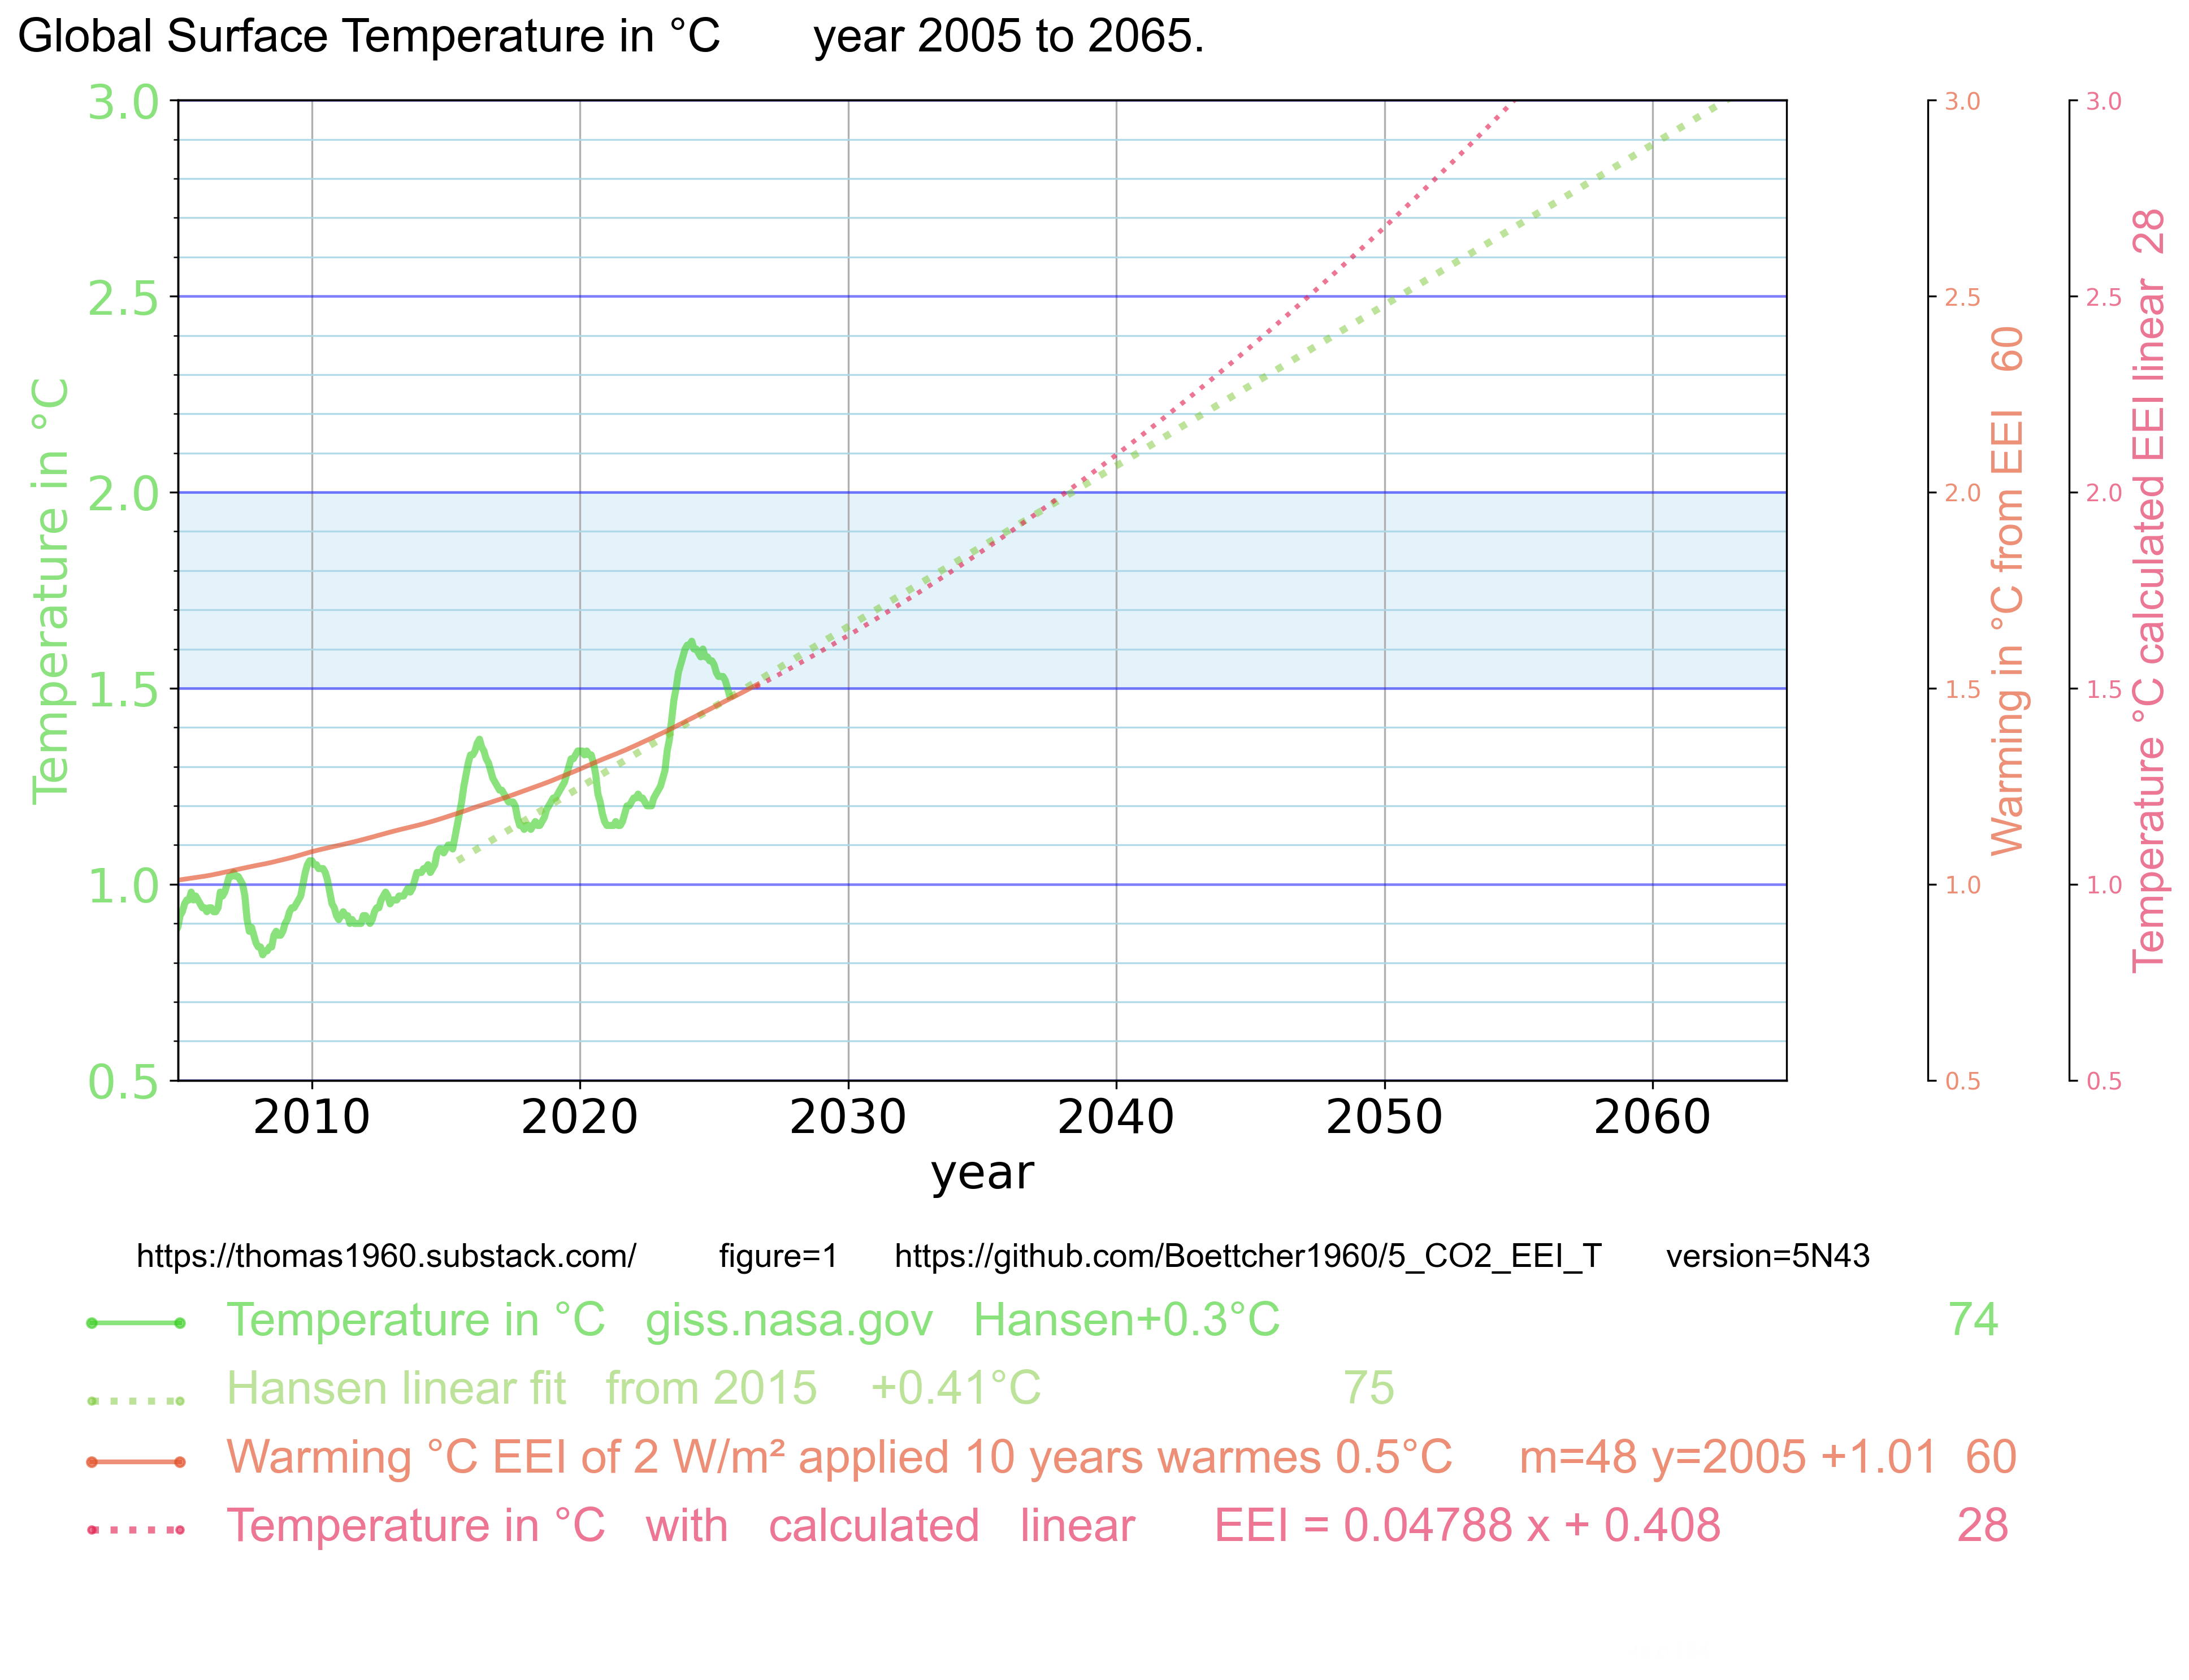 Global Surface Temperature in °C year 2005 to 2065.
3.0
2.5
2.0
1.5
1.0
0.5
Temperature in °C
2010 2020 2030 2040 2050 2060
year
3.0
2.5
2.0
1.5
1.0
0.5
Warming in °C from EEI 60
3.0
2.5
2.0
1.5
1.0
0.5
Temperature °C calculated EEI linear 28
https://thomas1960.substack.com/ figure=1 https://github.com/Boettcher1960/5_CO2_EEI_T version=5N43
Temperature in °C giss.nasa.gov Hansen+0.3°C 74
Hansen linear fit from 2015 +0.41°C 75
Warming °C EEI of 2 W/m² applied 10 years warmes 0.5°C m=48 y=2005 +1.01 60
Temperature in °C with calculated linear EEI = 0.04788 x + 0.408 28